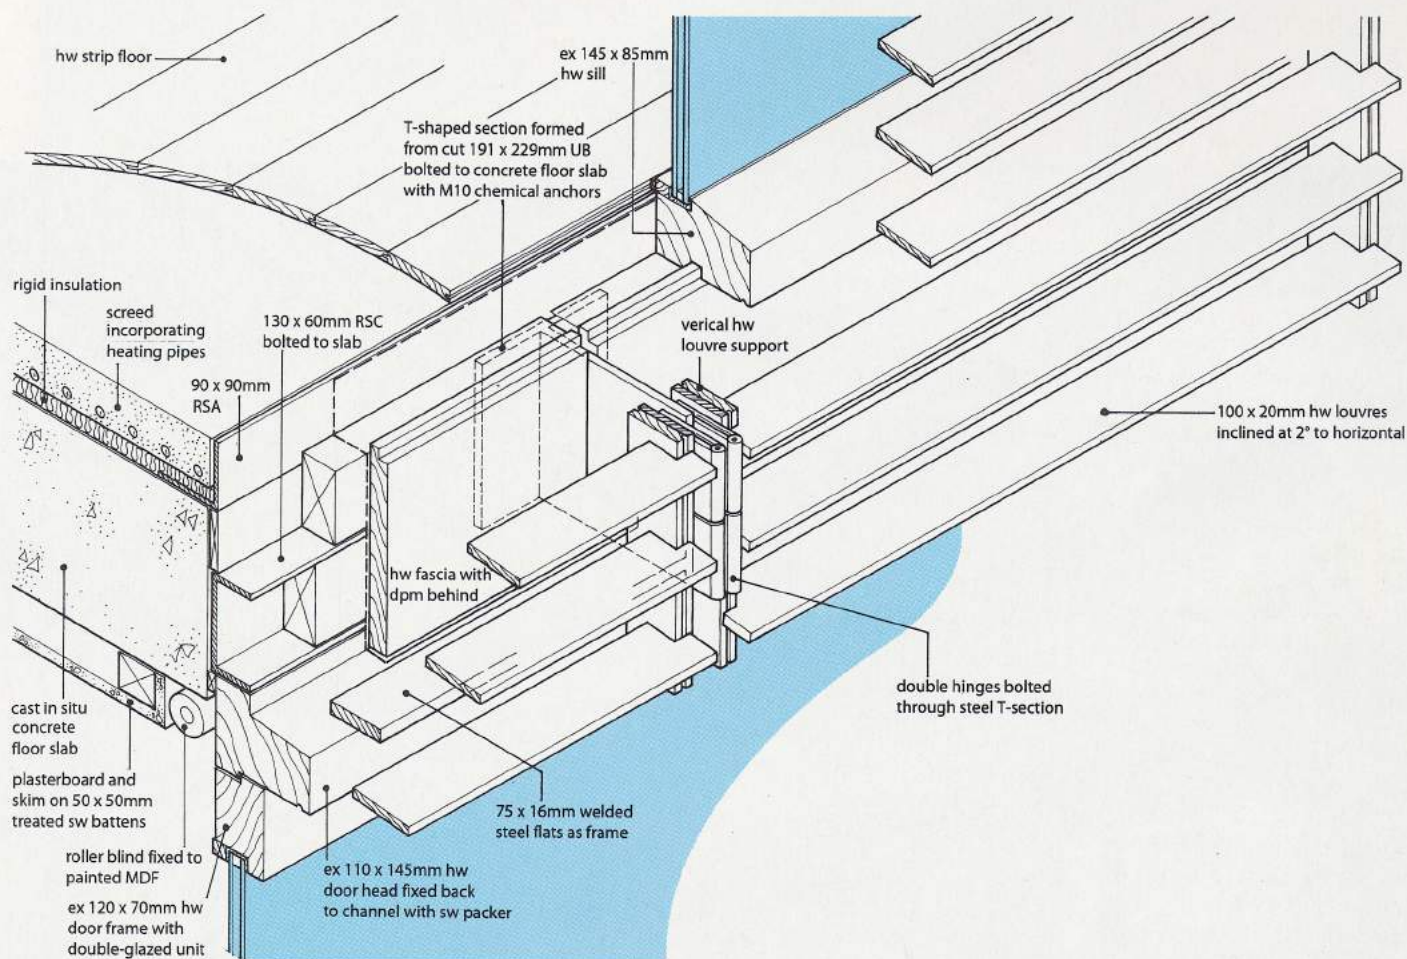 hw strip floor
ex 145 x 85mm
hw sill
T-shaped section formed
from cut 191 x 229mm UB
bolted to concrete floor slab
with M10 chemical anchors
rigid insulation
screed
incorporating
heating pipes
130 x 60mm RSC
bolted to slab
90 x 90mm
RSA
verical hw
louvre support
100 x 20mm hw louvres
inclined at 2° to horizontal
hw fascia with
dpm behind
double hinges bolted
through steel T-section
cast in situ
concrete
floor slab
plasterboard and
skim on 50 x 50mm
treated sw battens
75 x 16mm welded
steel flats as frame
roller blind fixed to
painted MDF
ex 110 x 145mm hw
door head fixed back
to channel with sw packer
ex 120 x 70mm hw
door frame with
double-glazed unit